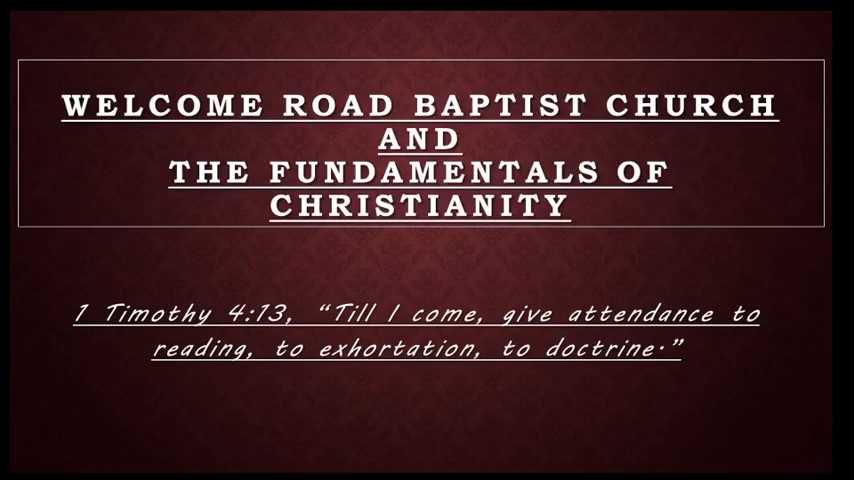 WELCOME ROAD BAPTIST CHURCH
AND
THE FUNDAMENTALS OF
CHRISTIANITY
1 Timothy 4:13, “Till I come, give attendance to
reading, to exhortation, to doctrine.”